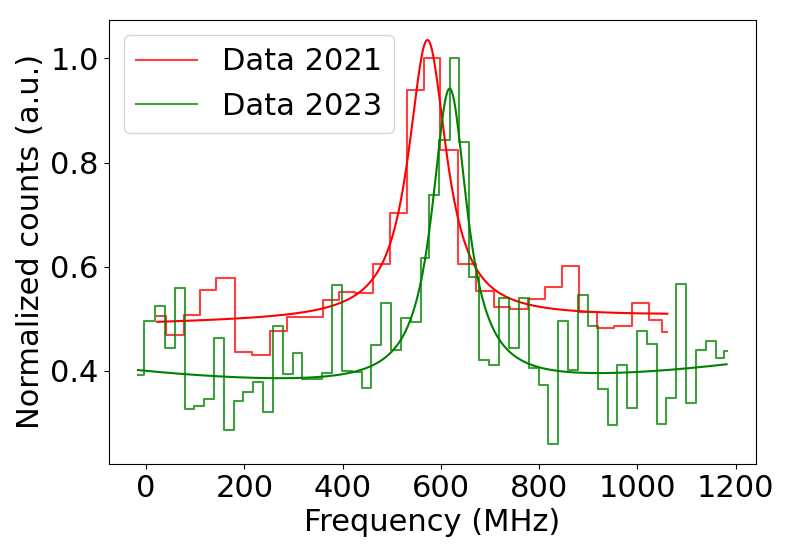 Data 2021
Data 2023
Normalized counts (a.u.)
1.0
0.8
0.6
0.4
0 200 400 600 800 1000 1200
Frequency (MHz)